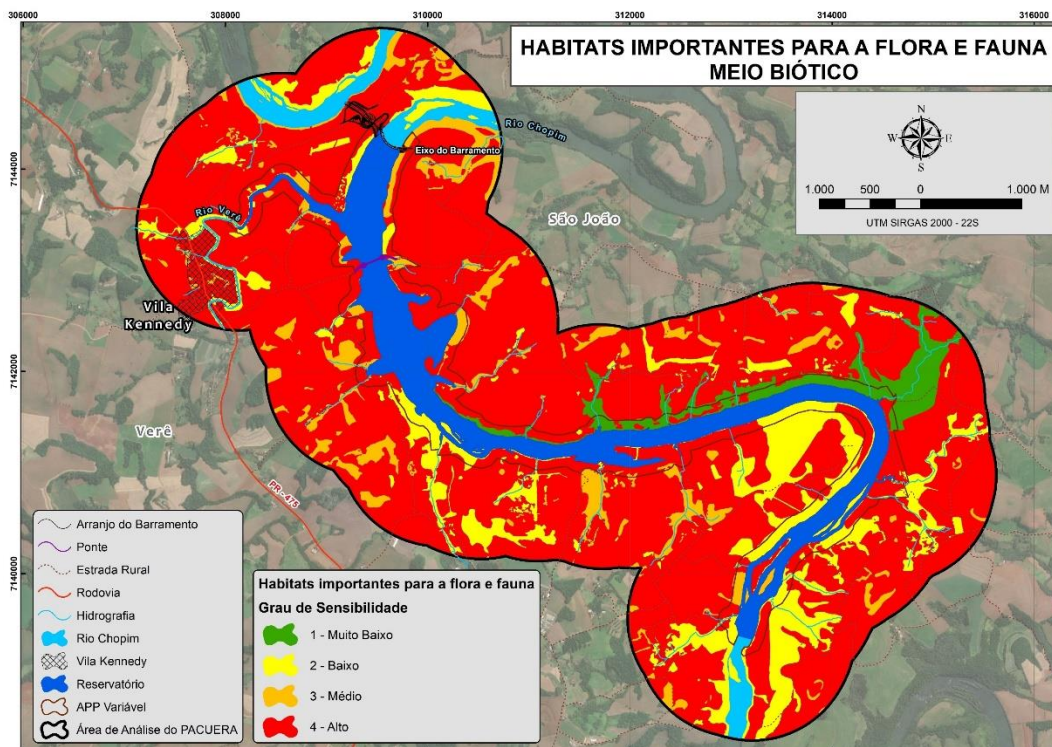 306000 308000 310000 312000 314000 316000
HABITATS IMPORTANTES PARA A FLORA E FAUNA
MEIO BIÓTICO
N
W E
S
1.000 500 0 1.000 M
UTM SIRGAS 2000 - 22S
Rio Chopim
Eixo do Barramento
7144000
São João
Rio Verê
Vila
Kennedy
7142000
Verê
PR-475
7140000
Arranjo do Barramento
Ponte
Estrada Rural
Rodovia
Hidrografia
Rio Chopim
Vila Kennedy
Reservatório
APP Variável
Área de Análise do PACUERA
Habitats importantes para a flora e fauna
Grau de Sensibilidade
1 - Muito Baixo
2 - Baixo
3 - Médio
4 - Alto